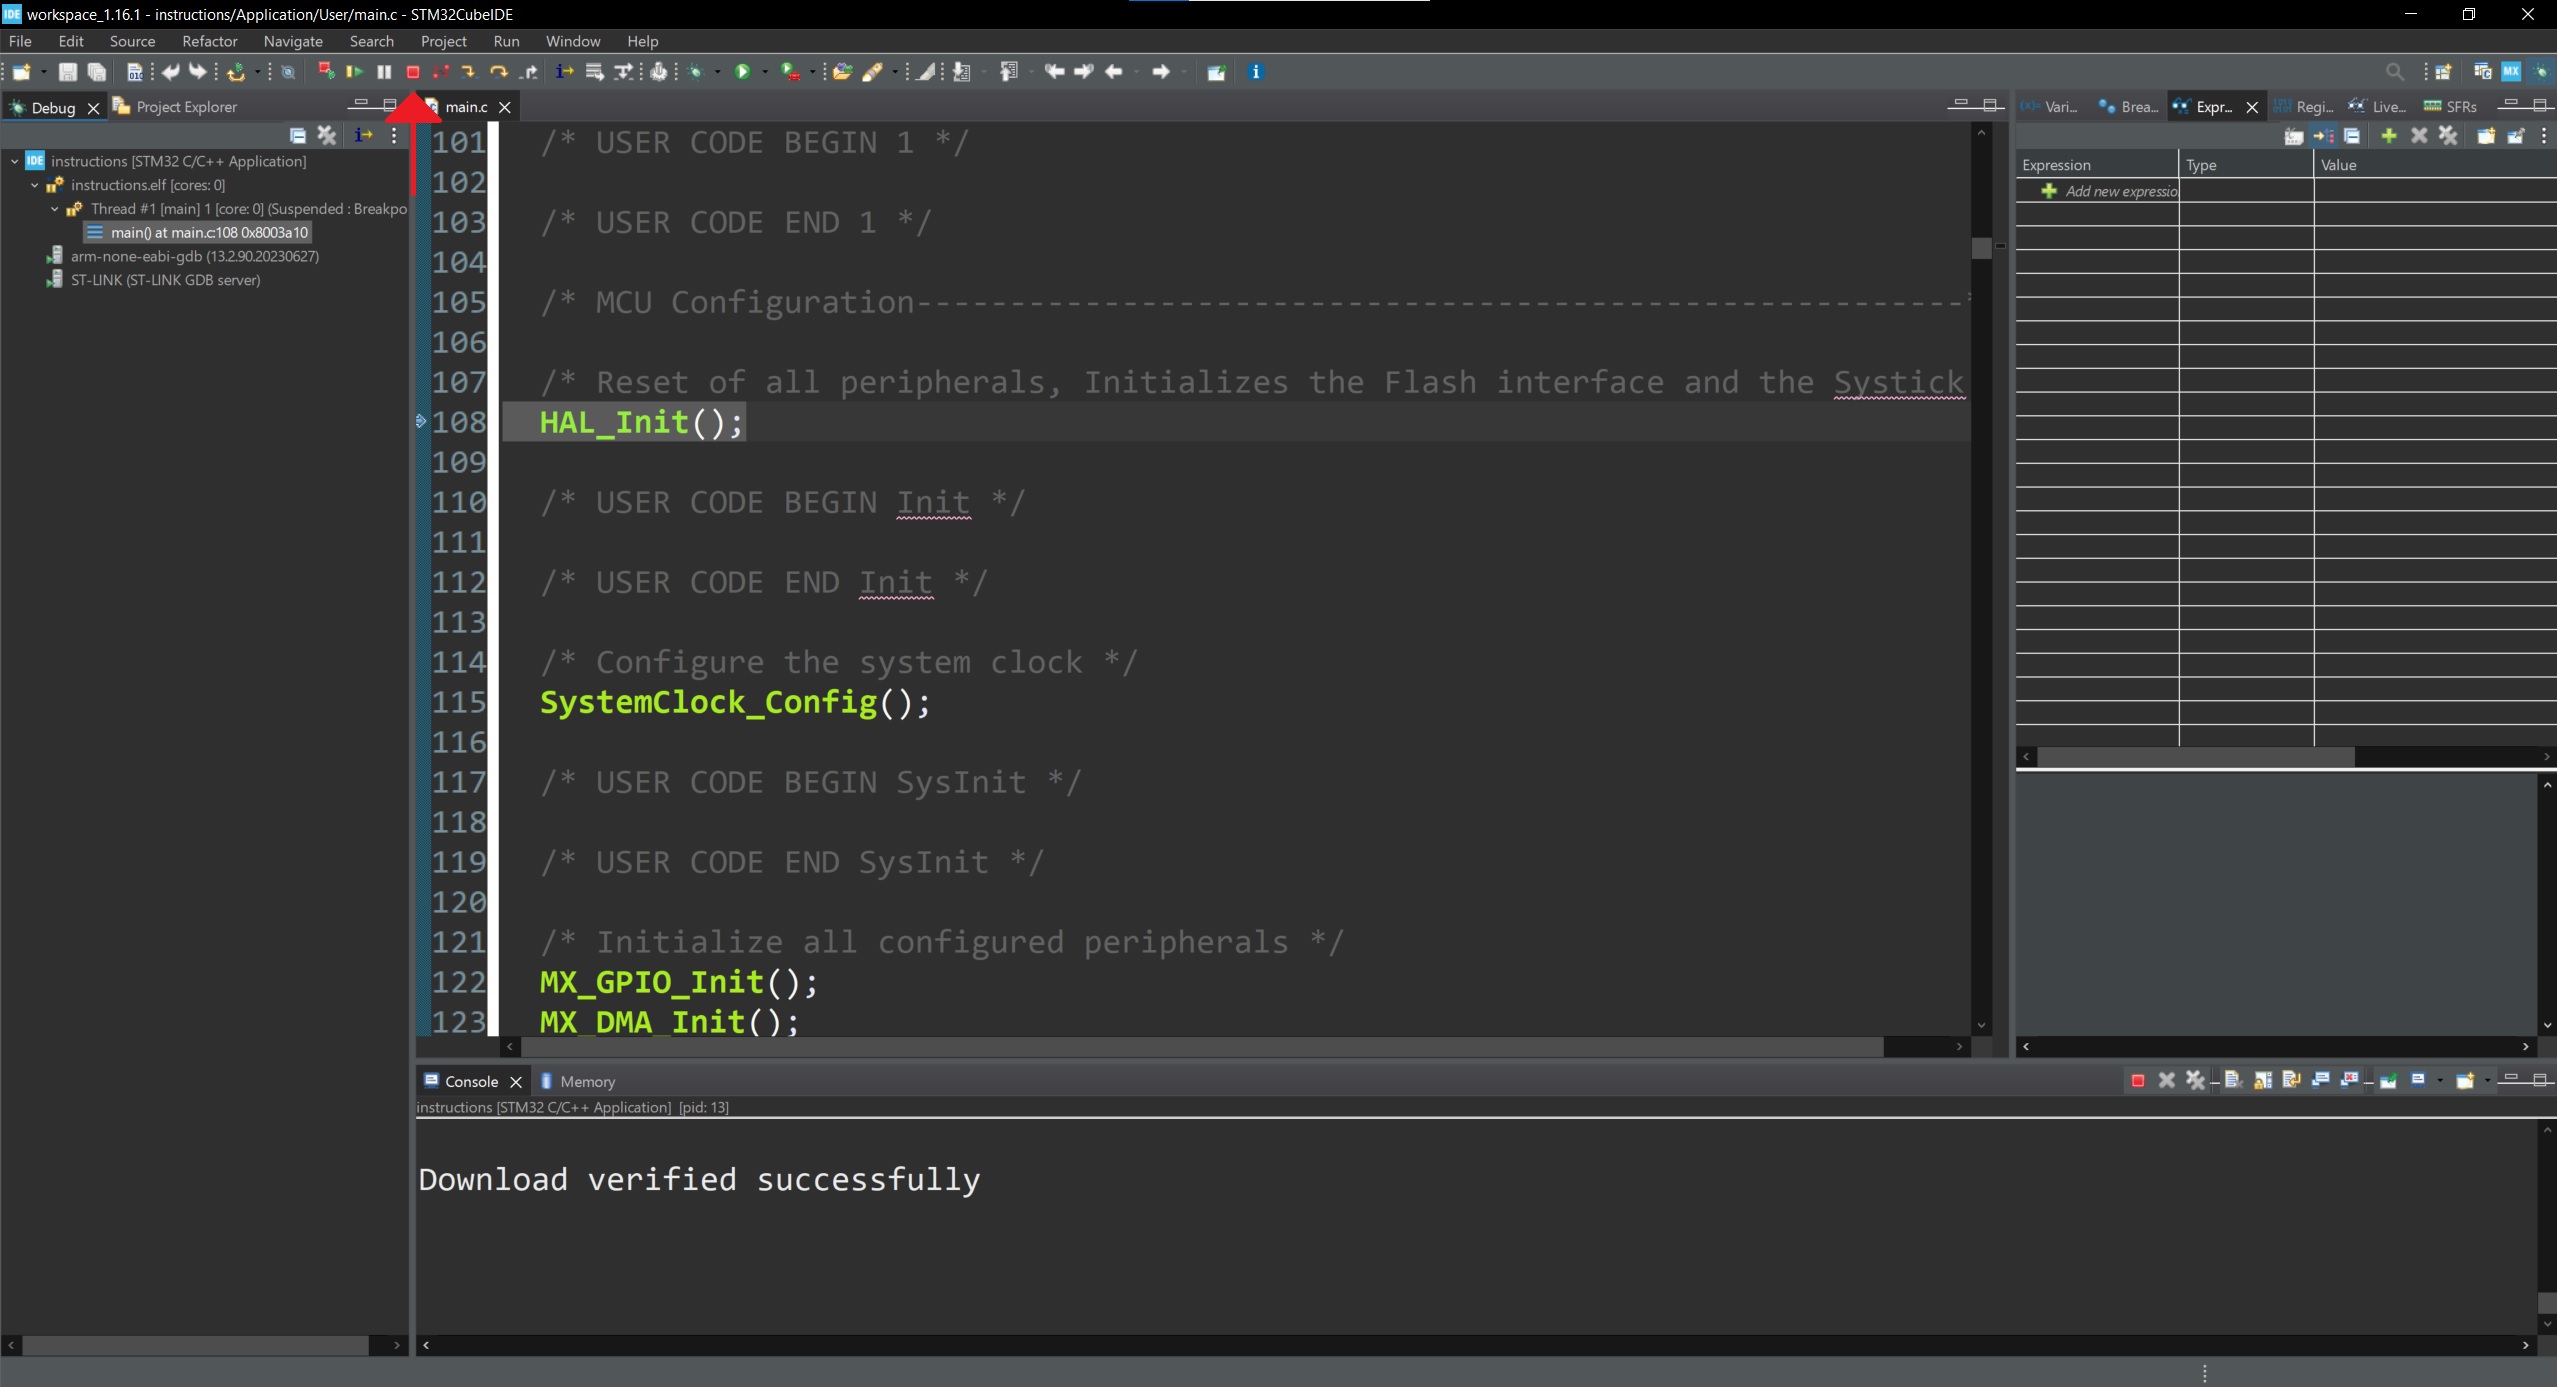 IDE workspace_1.16.1 - instructions/Application/User/main.c - STM32CubeIDE
File Edit Source Refactor Navigate Search Project Run Window Help
MX
Debug Project Explorer
IDE instructions [STM32 C/C++ Application]
instructions.elf [cores: 0]
Thread #1 [main] 1 [core: 0] (Suspended : Breakpo
main() at main.c:108 0x8003a10
arm-none-eabi-gdb (13.2.90.20230627)
ST-LINK (ST-LINK GDB server)
main.c
101 /* USER CODE BEGIN 1 */
102
103 /* USER CODE END 1 */
104
105 /* MCU Configuration--------------------------------------------------------*
106
107 /* Reset of all peripherals, Initializes the Flash interface and the Systick
108 HAL_Init();
109
110 /* USER CODE BEGIN Init */
111
112 /* USER CODE END Init */
113
114 /* Configure the system clock */
115 SystemClock_Config();
116
117 /* USER CODE BEGIN SysInit */
118
119 /* USER CODE END SysInit */
120
121 /* Initialize all configured peripherals */
122 MX_GPIO_Init();
123 MX_DMA_Init();
Vari... Brea... Expr... Regi... Live... SFRs
Expression Type Value
Add new expressio
Console Memory
instructions [STM32 C/C++ Application] [pid: 13]
Download verified successfully